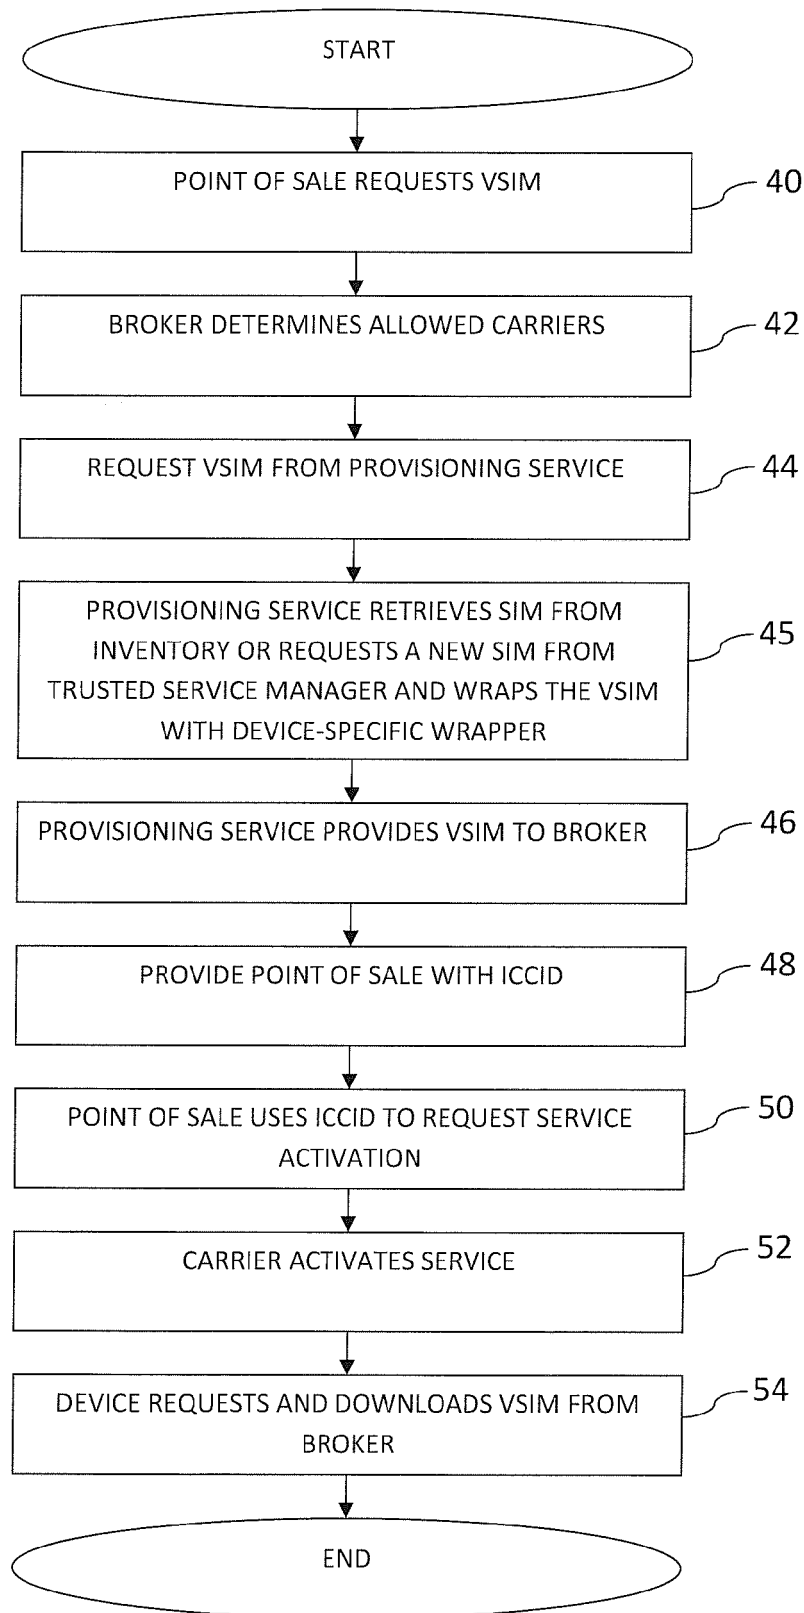 START
POINT OF SALE REQUESTS VSIM
40
BROKER DETERMINES ALLOWED CARRIERS
42
REQUEST VSIM FROM PROVISIONING SERVICE
44
PROVISIONING SERVICE RETRIEVES SIM FROM
INVENTORY OR REQUESTS A NEW SIM FROM
TRUSTED SERVICE MANAGER AND WRAPS THE VSIM
WITH DEVICE-SPECIFIC WRAPPER
45
PROVISIONING SERVICE PROVIDES VSIM TO BROKER
46
PROVIDE POINT OF SALE WITH ICCID
48
POINT OF SALE USES ICCID TO REQUEST SERVICE
ACTIVATION
50
CARRIER ACTIVATES SERVICE
52
DEVICE REQUESTS AND DOWNLOADS VSIM FROM
BROKER
54
END